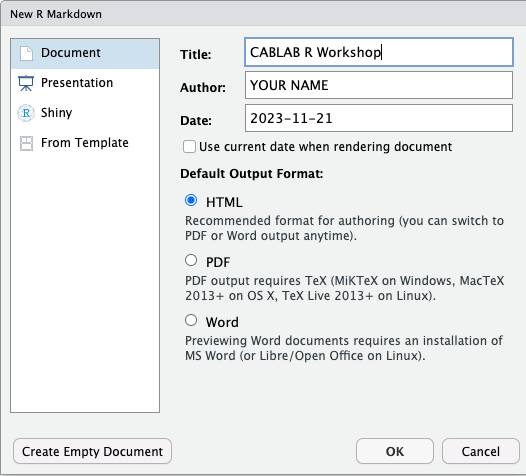 New R Markdown
Document
Presentation
Shiny
From Template
Title: CABLAB R Workshop
Author: YOUR NAME
Date: 2023-11-21
Use current date when rendering document
Default Output Format:
HTML
Recommended format for authoring (you can switch to
PDF or Word output anytime).
PDF
PDF output requires TeX (MiKTeX on Windows, MacTeX
2013+ on OS X, TeX Live 2013+ on Linux).
Word
Previewing Word documents requires an installation of
MS Word (or Libre/Open Office on Linux).
Create Empty Document
OK
Cancel